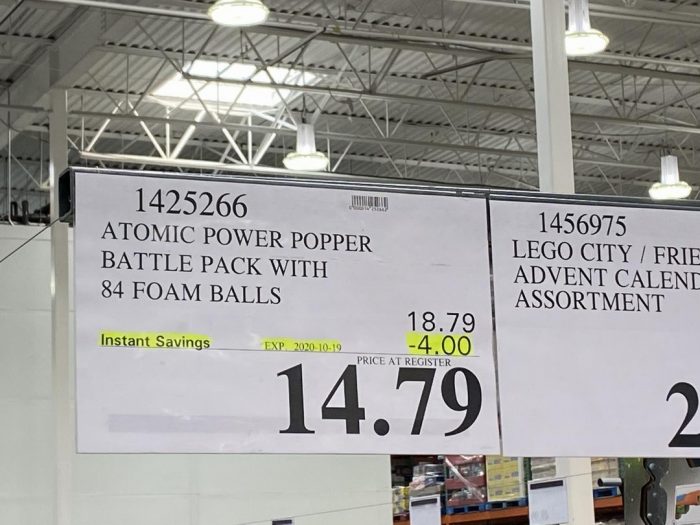 1425266
ATOMIC POWER POPPER
BATTLE PACK WITH
84 FOAM BALLS
18.79
Instant Savings EXP. 2020-10-19 -4.00
PRICE AT REGISTER
14.79
1456975
LEGO CITY / FRIE
ADVENT CALEND
ASSORTMENT
2